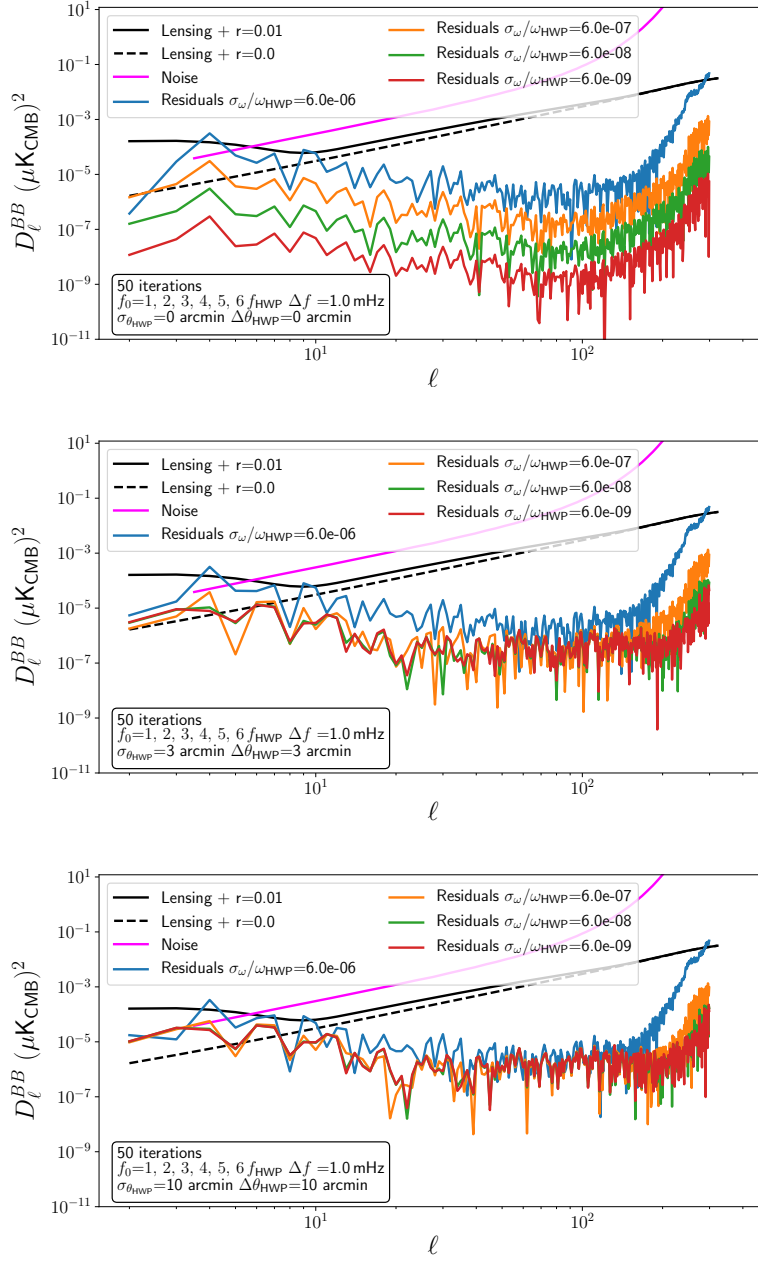 Lensing + r=0.01
Lensing + r=0.0
Noise
Residuals σ_ω/ω_HWP=6.0e-06
Residuals σ_ω/ω_HWP=6.0e-07
Residuals σ_ω/ω_HWP=6.0e-08
Residuals σ_ω/ω_HWP=6.0e-09
10^1
10^-1
10^-3
10^-5
10^-7
10^-9
10^-11
D_ℓ^BB (μK_CMB)^2
50 iterations
f_0=1, 2, 3, 4, 5, 6 f_HWP Δf =1.0 mHz
σ_θ_HWP=0 arcmin Δθ_HWP=0 arcmin
10^1
10^2
ℓ
Lensing + r=0.01
Lensing + r=0.0
Noise
Residuals σ_ω/ω_HWP=6.0e-06
Residuals σ_ω/ω_HWP=6.0e-07
Residuals σ_ω/ω_HWP=6.0e-08
Residuals σ_ω/ω_HWP=6.0e-09
10^1
10^-1
10^-3
10^-5
10^-7
10^-9
10^-11
D_ℓ^BB (μK_CMB)^2
50 iterations
f_0=1, 2, 3, 4, 5, 6 f_HWP Δf =1.0 mHz
σ_θ_HWP=3 arcmin Δθ_HWP=3 arcmin
10^1
10^2
ℓ
Lensing + r=0.01
Lensing + r=0.0
Noise
Residuals σ_ω/ω_HWP=6.0e-06
Residuals σ_ω/ω_HWP=6.0e-07
Residuals σ_ω/ω_HWP=6.0e-08
Residuals σ_ω/ω_HWP=6.0e-09
10^1
10^-1
10^-3
10^-5
10^-7
10^-9
10^-11
D_ℓ^BB (μK_CMB)^2
50 iterations
f_0=1, 2, 3, 4, 5, 6 f_HWP Δf =1.0 mHz
σ_θ_HWP=10 arcmin Δθ_HWP=10 arcmin
10^1
10^2
ℓ